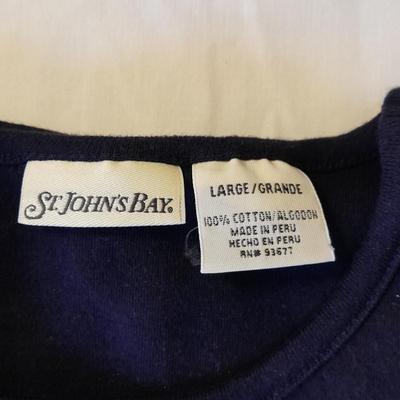 ST. JOHN'S BAY®
LARGE/GRANDE
100% COTTON/ALGODON
MADE IN PERU
HECHO EN PERU
RN# 93677